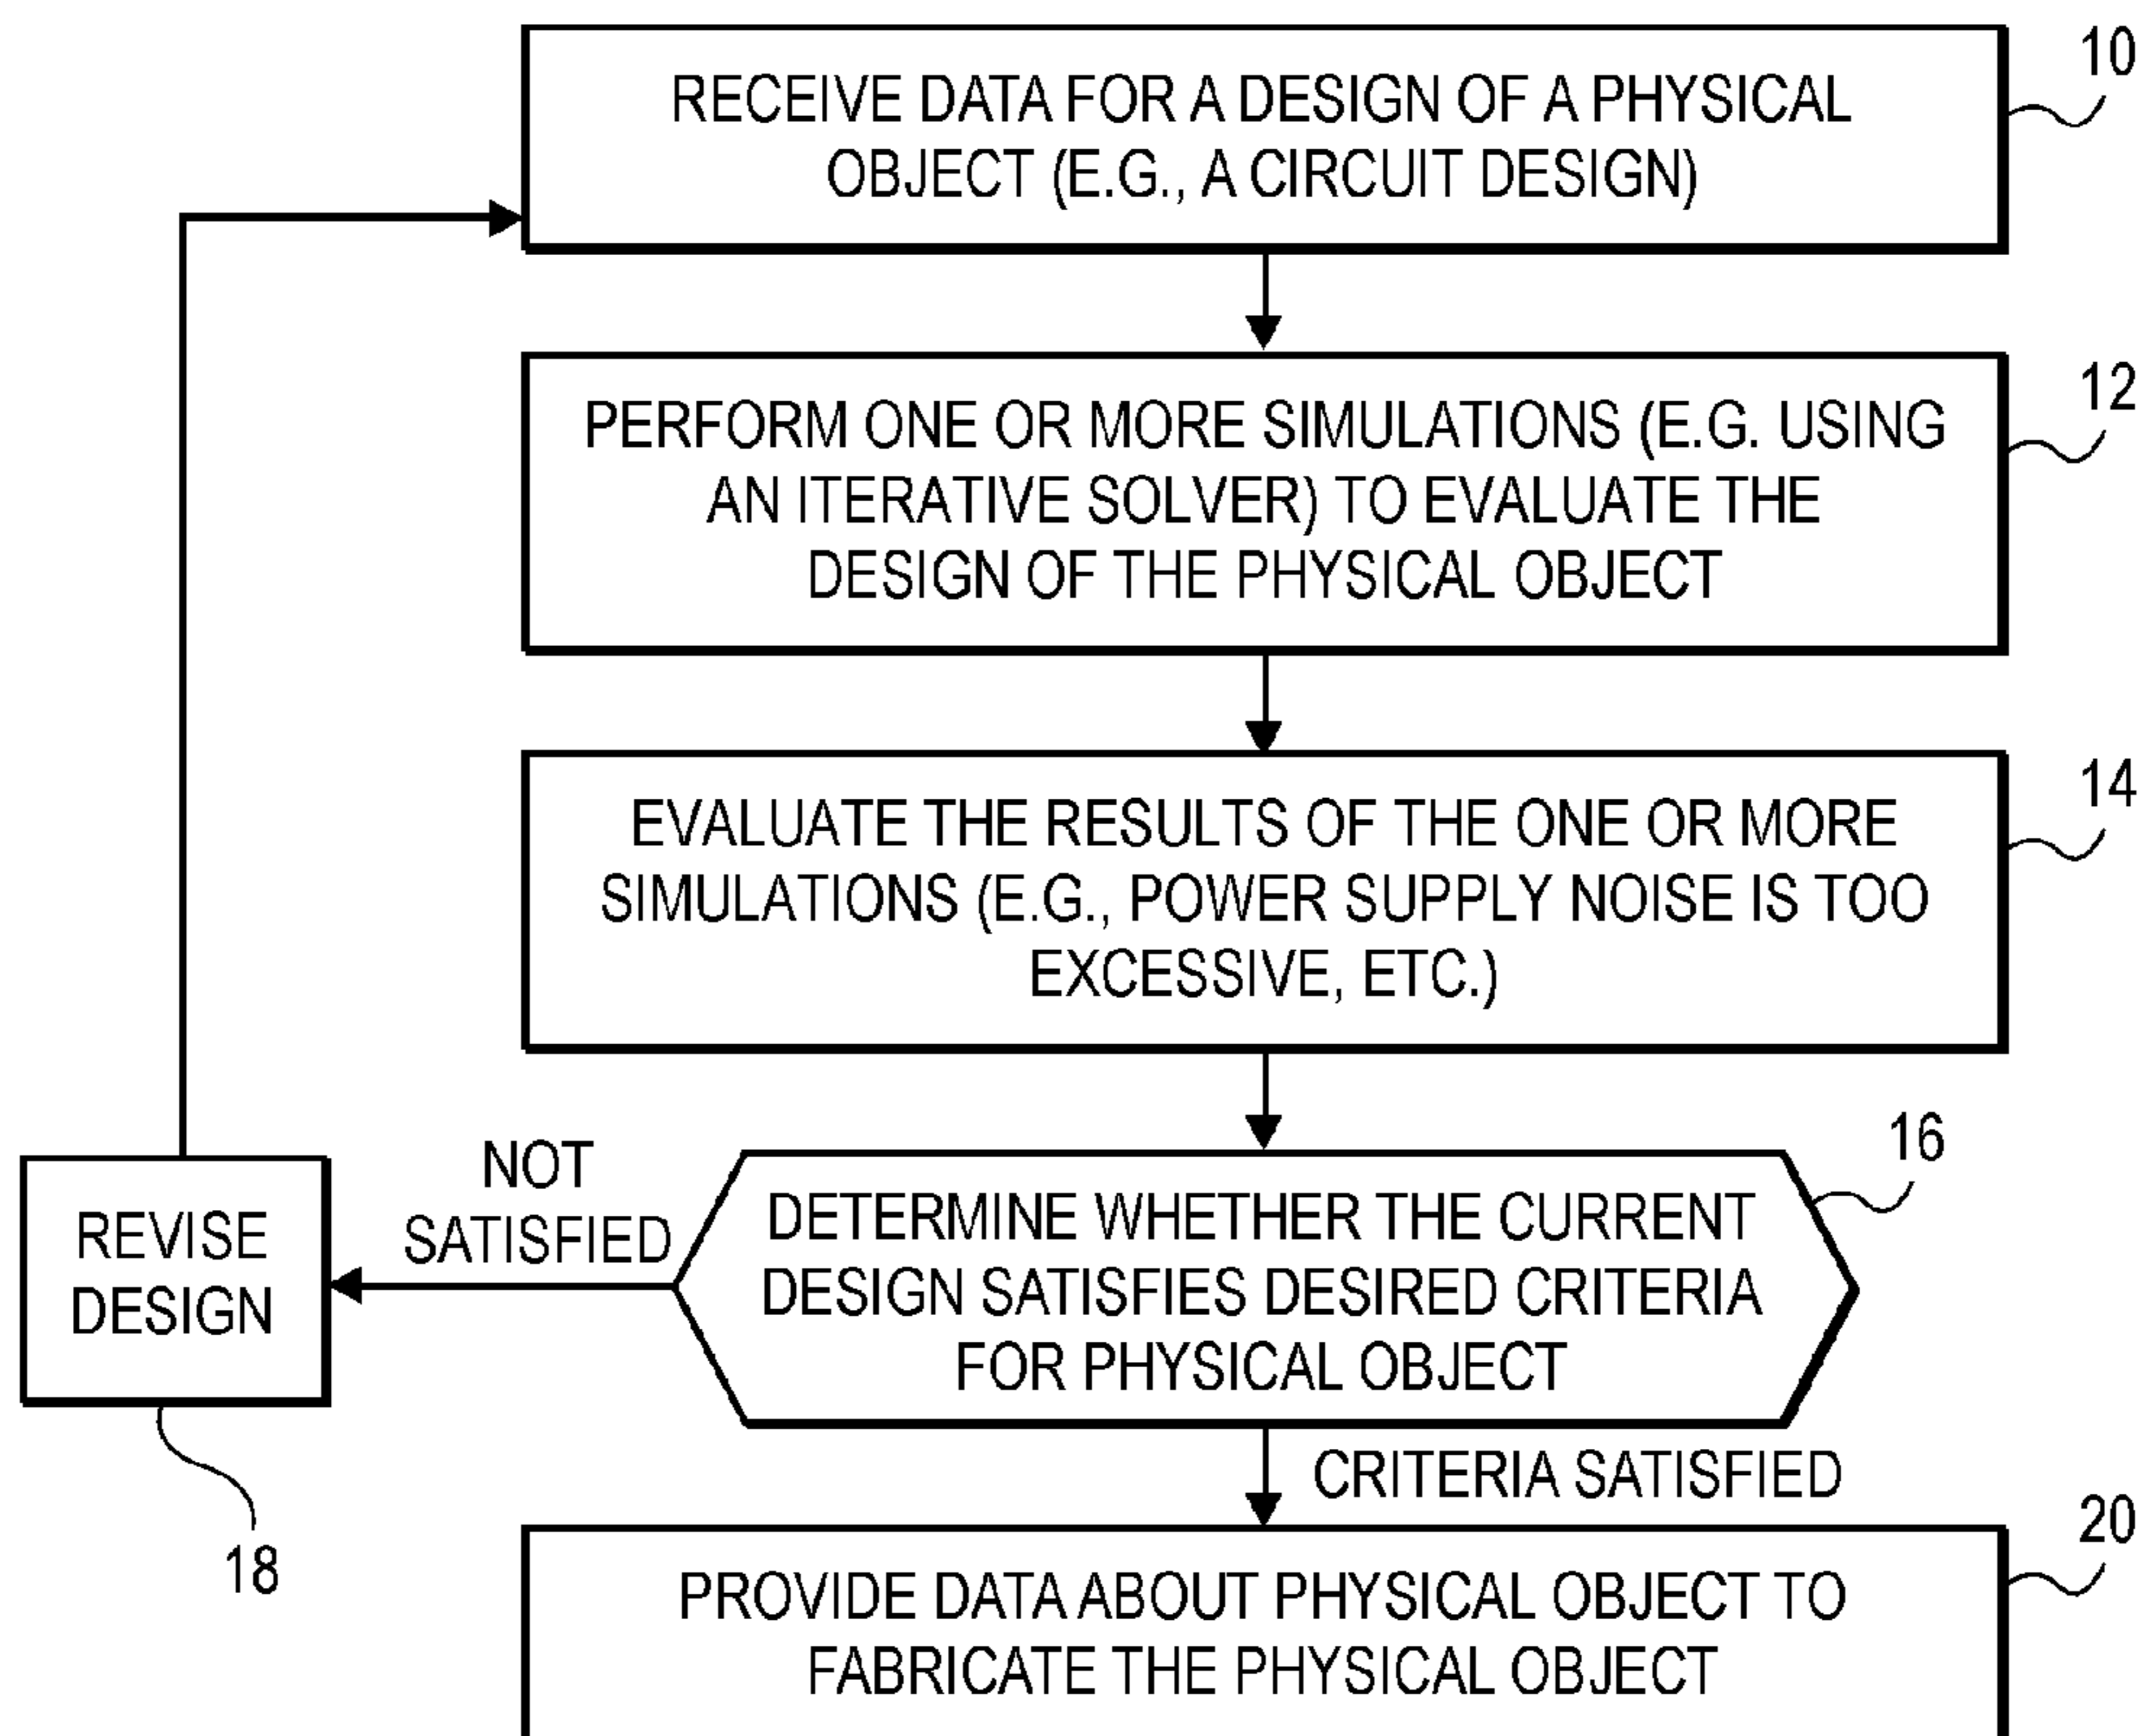 RECEIVE DATA FOR A DESIGN OF A PHYSICAL
OBJECT (E.G., A CIRCUIT DESIGN)
10
PERFORM ONE OR MORE SIMULATIONS (E.G. USING
AN ITERATIVE SOLVER) TO EVALUATE THE
DESIGN OF THE PHYSICAL OBJECT
12
EVALUATE THE RESULTS OF THE ONE OR MORE
SIMULATIONS (E.G., POWER SUPPLY NOISE IS TOO
EXCESSIVE, ETC.)
14
DETERMINE WHETHER THE CURRENT
DESIGN SATISFIES DESIRED CRITERIA
FOR PHYSICAL OBJECT
16
NOT
SATISFIED
REVISE
DESIGN
18
CRITERIA SATISFIED
PROVIDE DATA ABOUT PHYSICAL OBJECT TO
FABRICATE THE PHYSICAL OBJECT
20